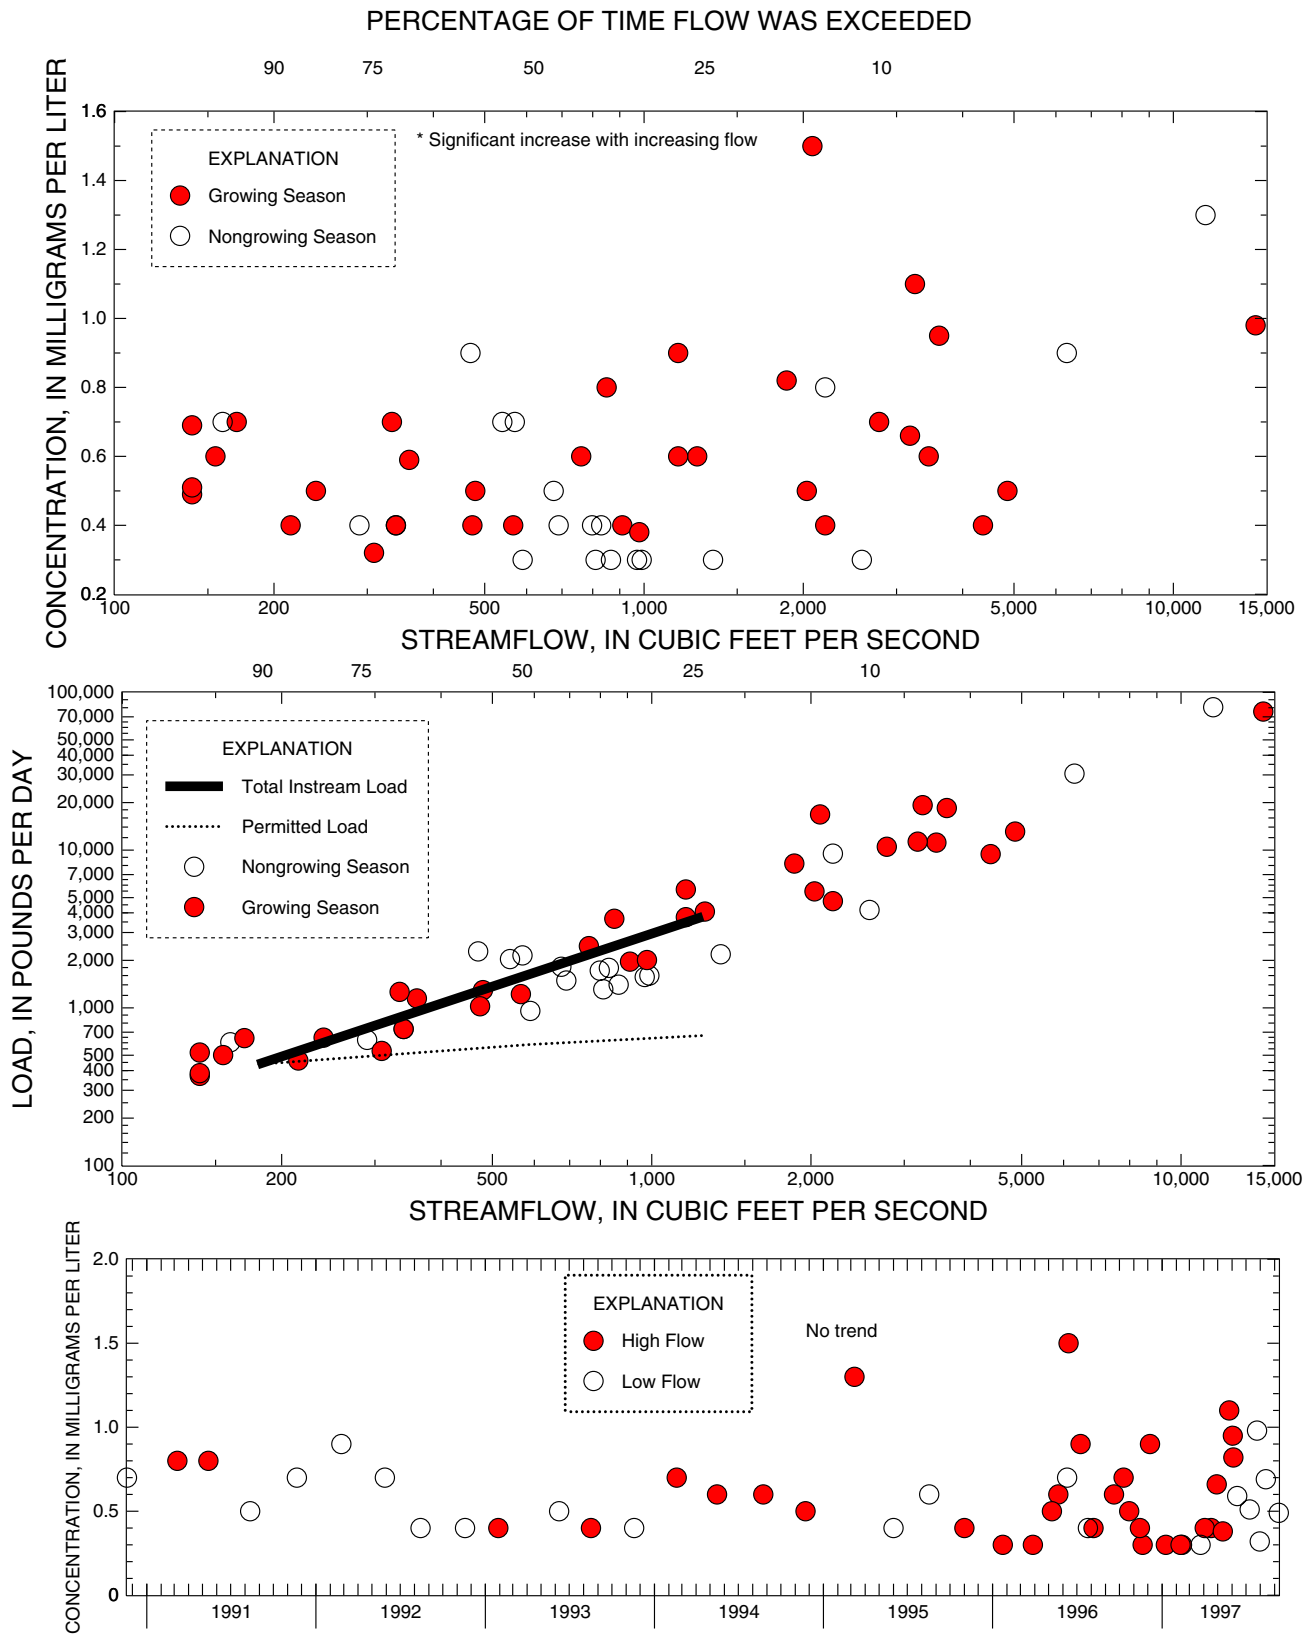 PERCENTAGE OF TIME FLOW WAS EXCEEDED
90 75 50 25 10
CONCENTRATION, IN MILLIGRAMS PER LITER
1.6
1.4
1.2
1.0
0.8
0.6
0.4
0.2
* Significant increase with increasing flow
EXPLANATION
Growing Season
Nongrowing Season
100 200 500 1,000 2,000 5,000 10,000 15,000
STREAMFLOW, IN CUBIC FEET PER SECOND
90 75 50 25 10
LOAD, IN POUNDS PER DAY
100,000
70,000
50,000
40,000
30,000
20,000
10,000
7,000
5,000
4,000
3,000
2,000
1,000
700
500
400
300
200
100
EXPLANATION
Total Instream Load
Permitted Load
Nongrowing Season
Growing Season
100 200 500 1,000 2,000 5,000 10,000 15,000
STREAMFLOW, IN CUBIC FEET PER SECOND
CONCENTRATION, IN MILLIGRAMS PER LITER
2.0
1.5
1.0
0.5
0
EXPLANATION
High Flow
Low Flow
No trend
1991 1992 1993 1994 1995 1996 1997